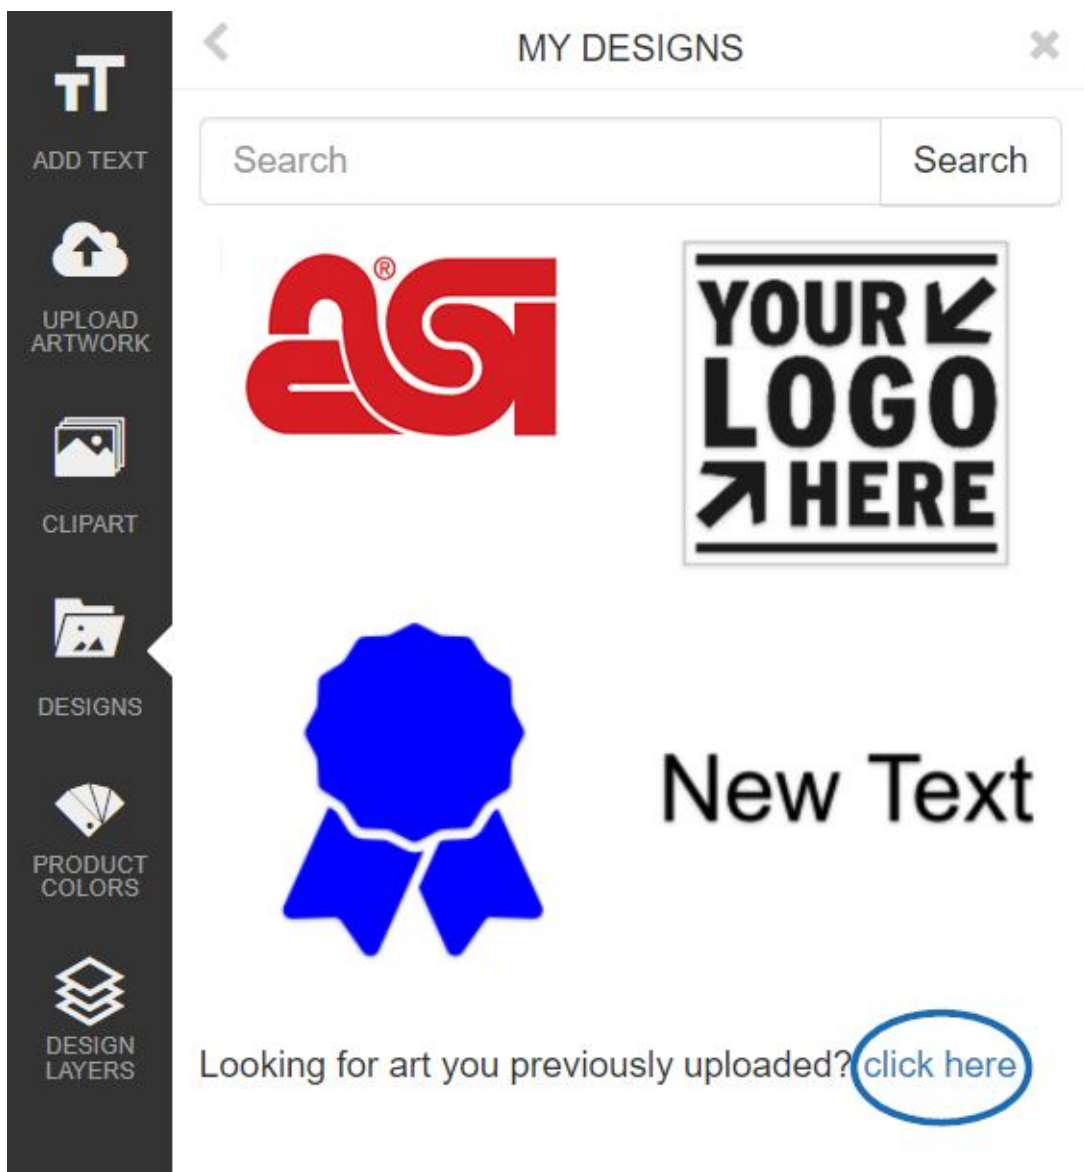 MY DESIGNS
Search
Search
ADD TEXT
UPLOAD
ARTWORK
CLIPART
DESIGNS
PRODUCT
COLORS
DESIGN
LAYERS
asi®
YOUR
LOGO
HERE
New Text
Looking for art you previously uploaded? click here